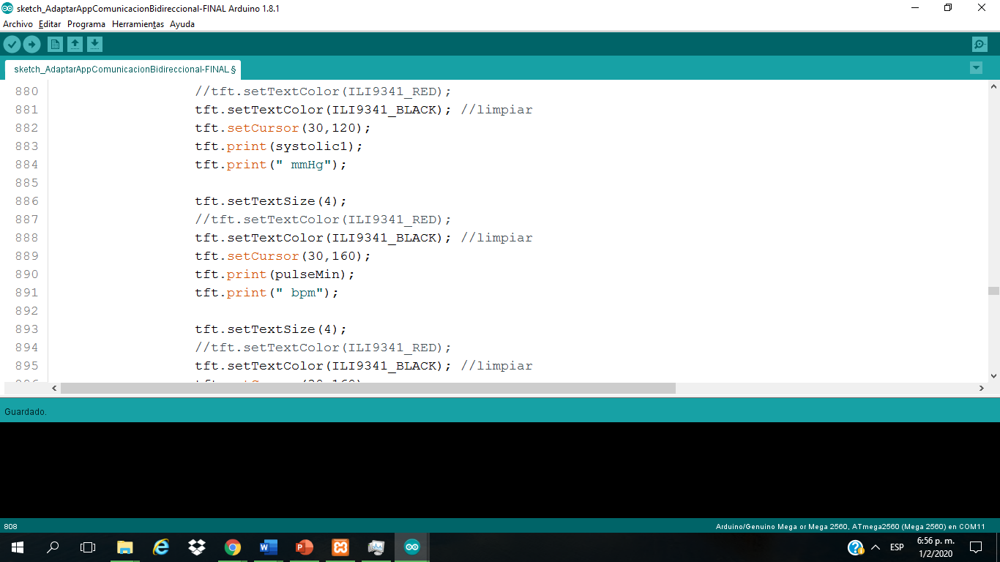 sketch_AdaptarAppComunicacionBidireccional-FINAL Arduino 1.8.1
Archivo Editar Programa Herramientas Ayuda
sketch_AdaptarAppComunicacionBidireccional-FINAL §
880 //tft.setTextColor(ILI9341_RED);
881 tft.setTextColor(ILI9341_BLACK); //limpiar
882 tft.setCursor(30,120);
883 tft.print(systolic1);
884 tft.print(" mmHg");
885
886 tft.setTextSize(4);
887 //tft.setTextColor(ILI9341_RED);
888 tft.setTextColor(ILI9341_BLACK); //limpiar
889 tft.setCursor(30,160);
890 tft.print(pulseMin);
891 tft.print(" bpm");
892
893 tft.setTextSize(4);
894 //tft.setTextColor(ILI9341_RED);
895 tft.setTextColor(ILI9341_BLACK); //limpiar
Guardado.
808 Arduino/Genuino Mega or Mega 2560, ATmega2560 (Mega 2560) en COM11
ESP
6:56 p. m.
1/2/2020